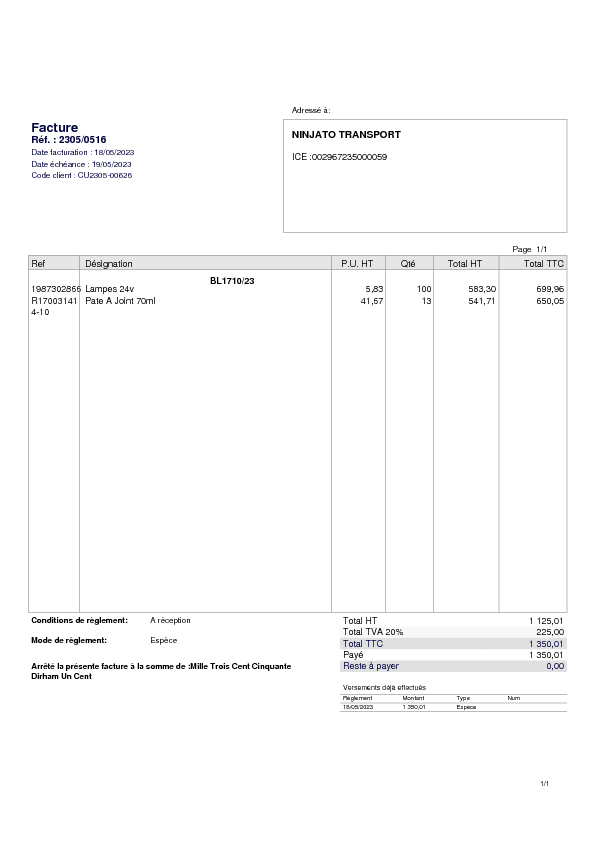 Adressé à:
Facture
Réf. : 2305/0516
Date facturation : 18/05/2023
Date échéance : 19/05/2023
Code client : CU2305-00626
NINJATO TRANSPORT
ICE :002967235000059
Page 1/1
Ref Désignation P.U. HT Qté Total HT Total TTC
BL1710/23
1987302866 Lampes 24v 5,83 100 583,30 699,96
R17003141 Pate A Joint 70ml 41,67 13 541,71 650,05
4-10
Conditions de règlement: A réception
Mode de règlement: Espèce
Arrêté la présente facture à la somme de :Mille Trois Cent Cinquante
Dirham Un Cent
Total HT 1 125,01
Total TVA 20% 225,00
Total TTC 1 350,01
Payé 1 350,01
Reste à payer 0,00
Versements déjà effectués
Règlement Montant Type Num
18/05/2023 1 350,01 Espèce
1/1